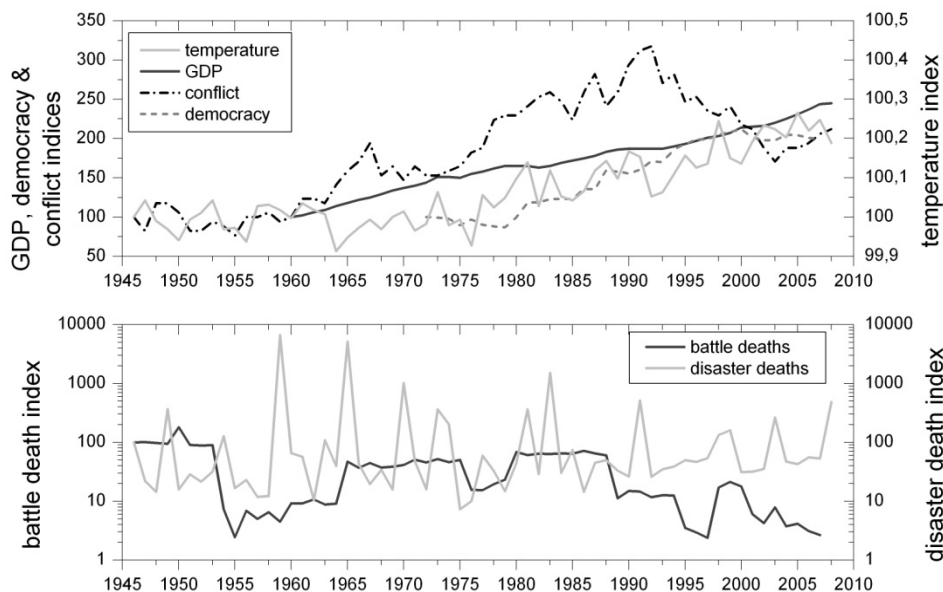 350
300
250
200
150
100
50
GDP, democracy &
conflict indices
temperature
GDP
conflict
democracy
100,5
100,4
100,3
100,2
100,1
100
99,9
temperature index
1945 1950 1955 1960 1965 1970 1975 1980 1985 1990 1995 2000 2005 2010
10000
1000
100
10
1
battle death index
battle deaths
disaster deaths
10000
1000
100
10
1
disaster death index
1945 1950 1955 1960 1965 1970 1975 1980 1985 1990 1995 2000 2005 2010